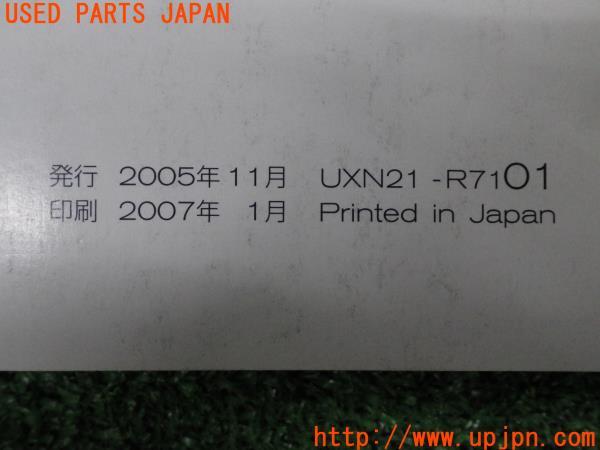 USED PARTS JAPAN
発行 2005年11月 UXN21 -R7101
印刷 2007年 1月 Printed in Japan
http://www.upjpn.com/